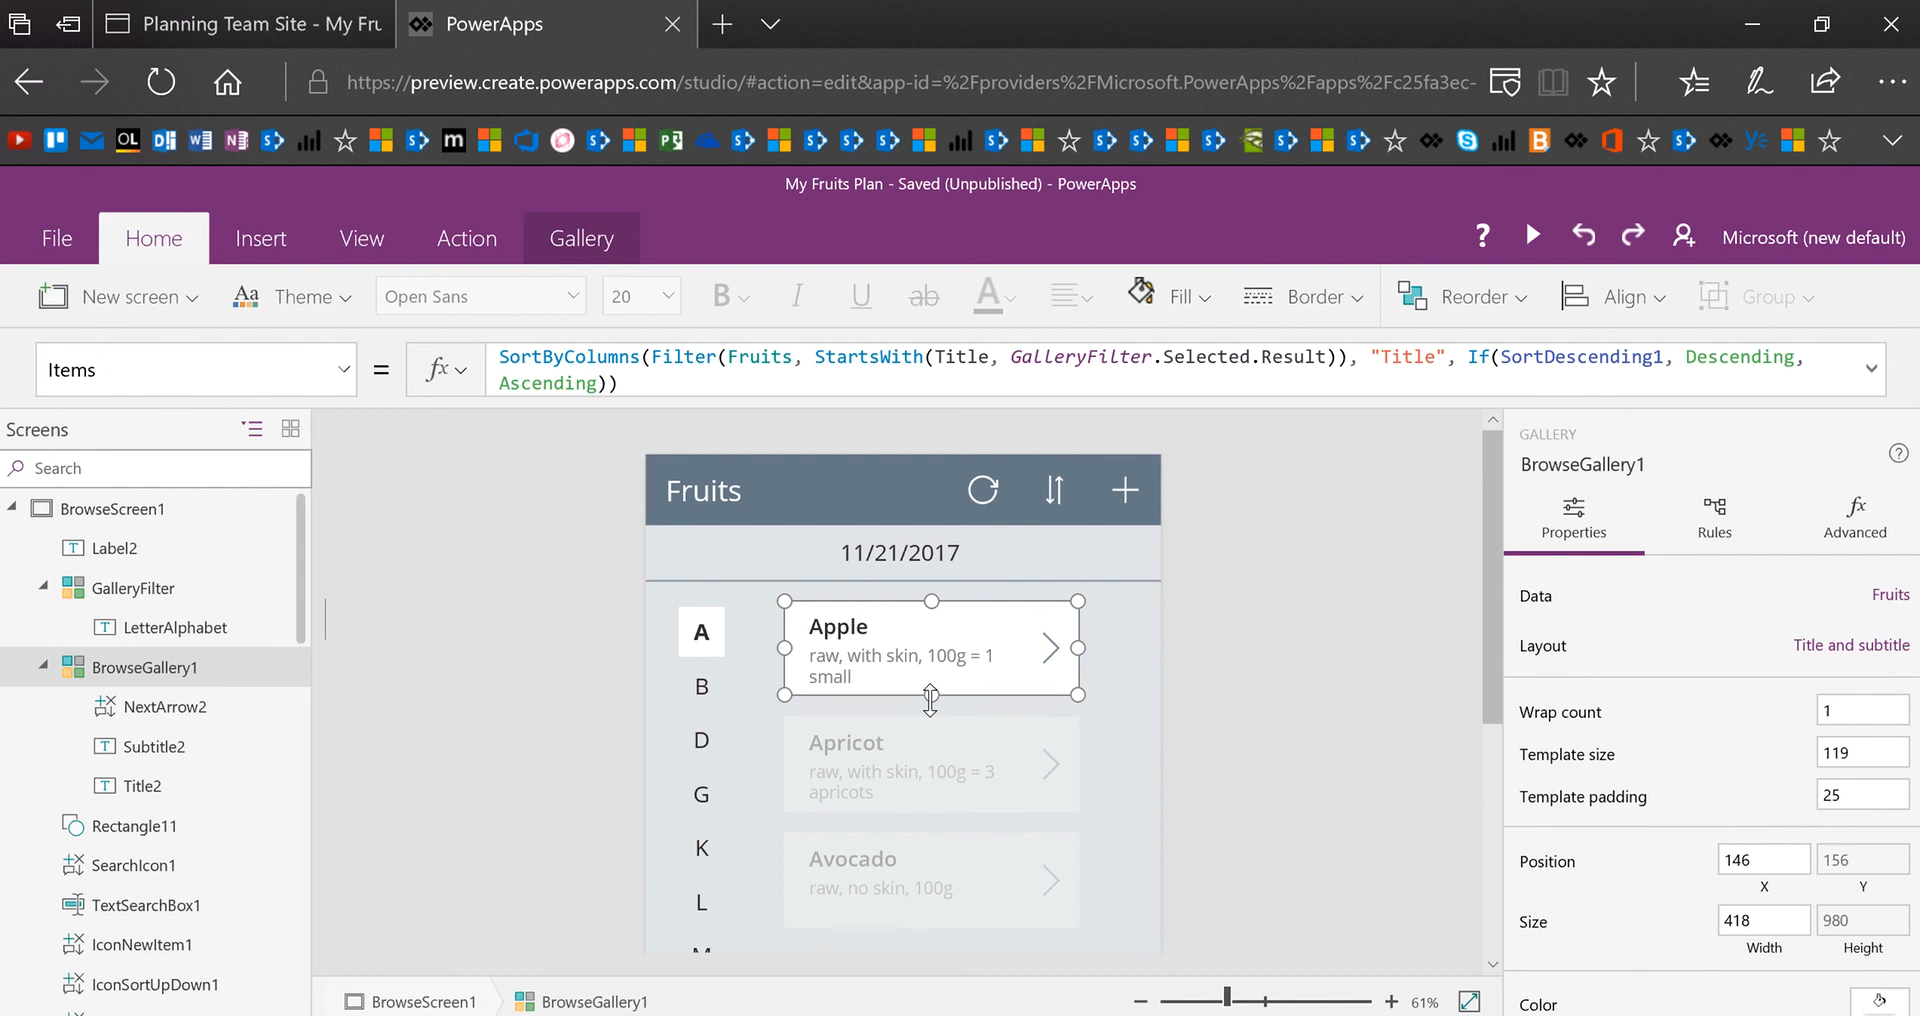 Planning Team Site - My Fru
PowerApps
https://preview.create.powerapps.com/studio/#action=edit&app-id=%2Fproviders%2FMicrosoft.PowerApps%2Fapps%2Fc25fa3ec-
OL
m
My Fruits Plan - Saved (Unpublished) - PowerApps
File Home Insert View Action Gallery ? Microsoft (new default)
New screen Aa Theme Open Sans 20 B I U ab A Fill Border Reorder Align Group
Items = fx SortByColumns(Filter(Fruits, StartsWith(Title, GalleryFilter.Selected.Result)), "Title", If(SortDescending1, Descending,
Ascending))
Screens
Search
BrowseScreen1
Label2
GalleryFilter
LetterAlphabet
BrowseGallery1
NextArrow2
Subtitle2
Title2
Rectangle11
SearchIcon1
TextSearchBox1
IconNewItem1
IconSortUpDown1
Fruits
11/21/2017
A
B
D
G
K
L
M
Apple
raw, with skin, 100g = 1
small
Apricot
raw, with skin, 100g = 3
apricots
Avocado
raw, no skin, 100g
BrowseScreen1 BrowseGallery1
61%
GALLERY
BrowseGallery1
Properties Rules Advanced
Data Fruits
Layout Title and subtitle
Wrap count 1
Template size 119
Template padding 25
Position 146 156
X Y
Size 418 980
Width Height
Color